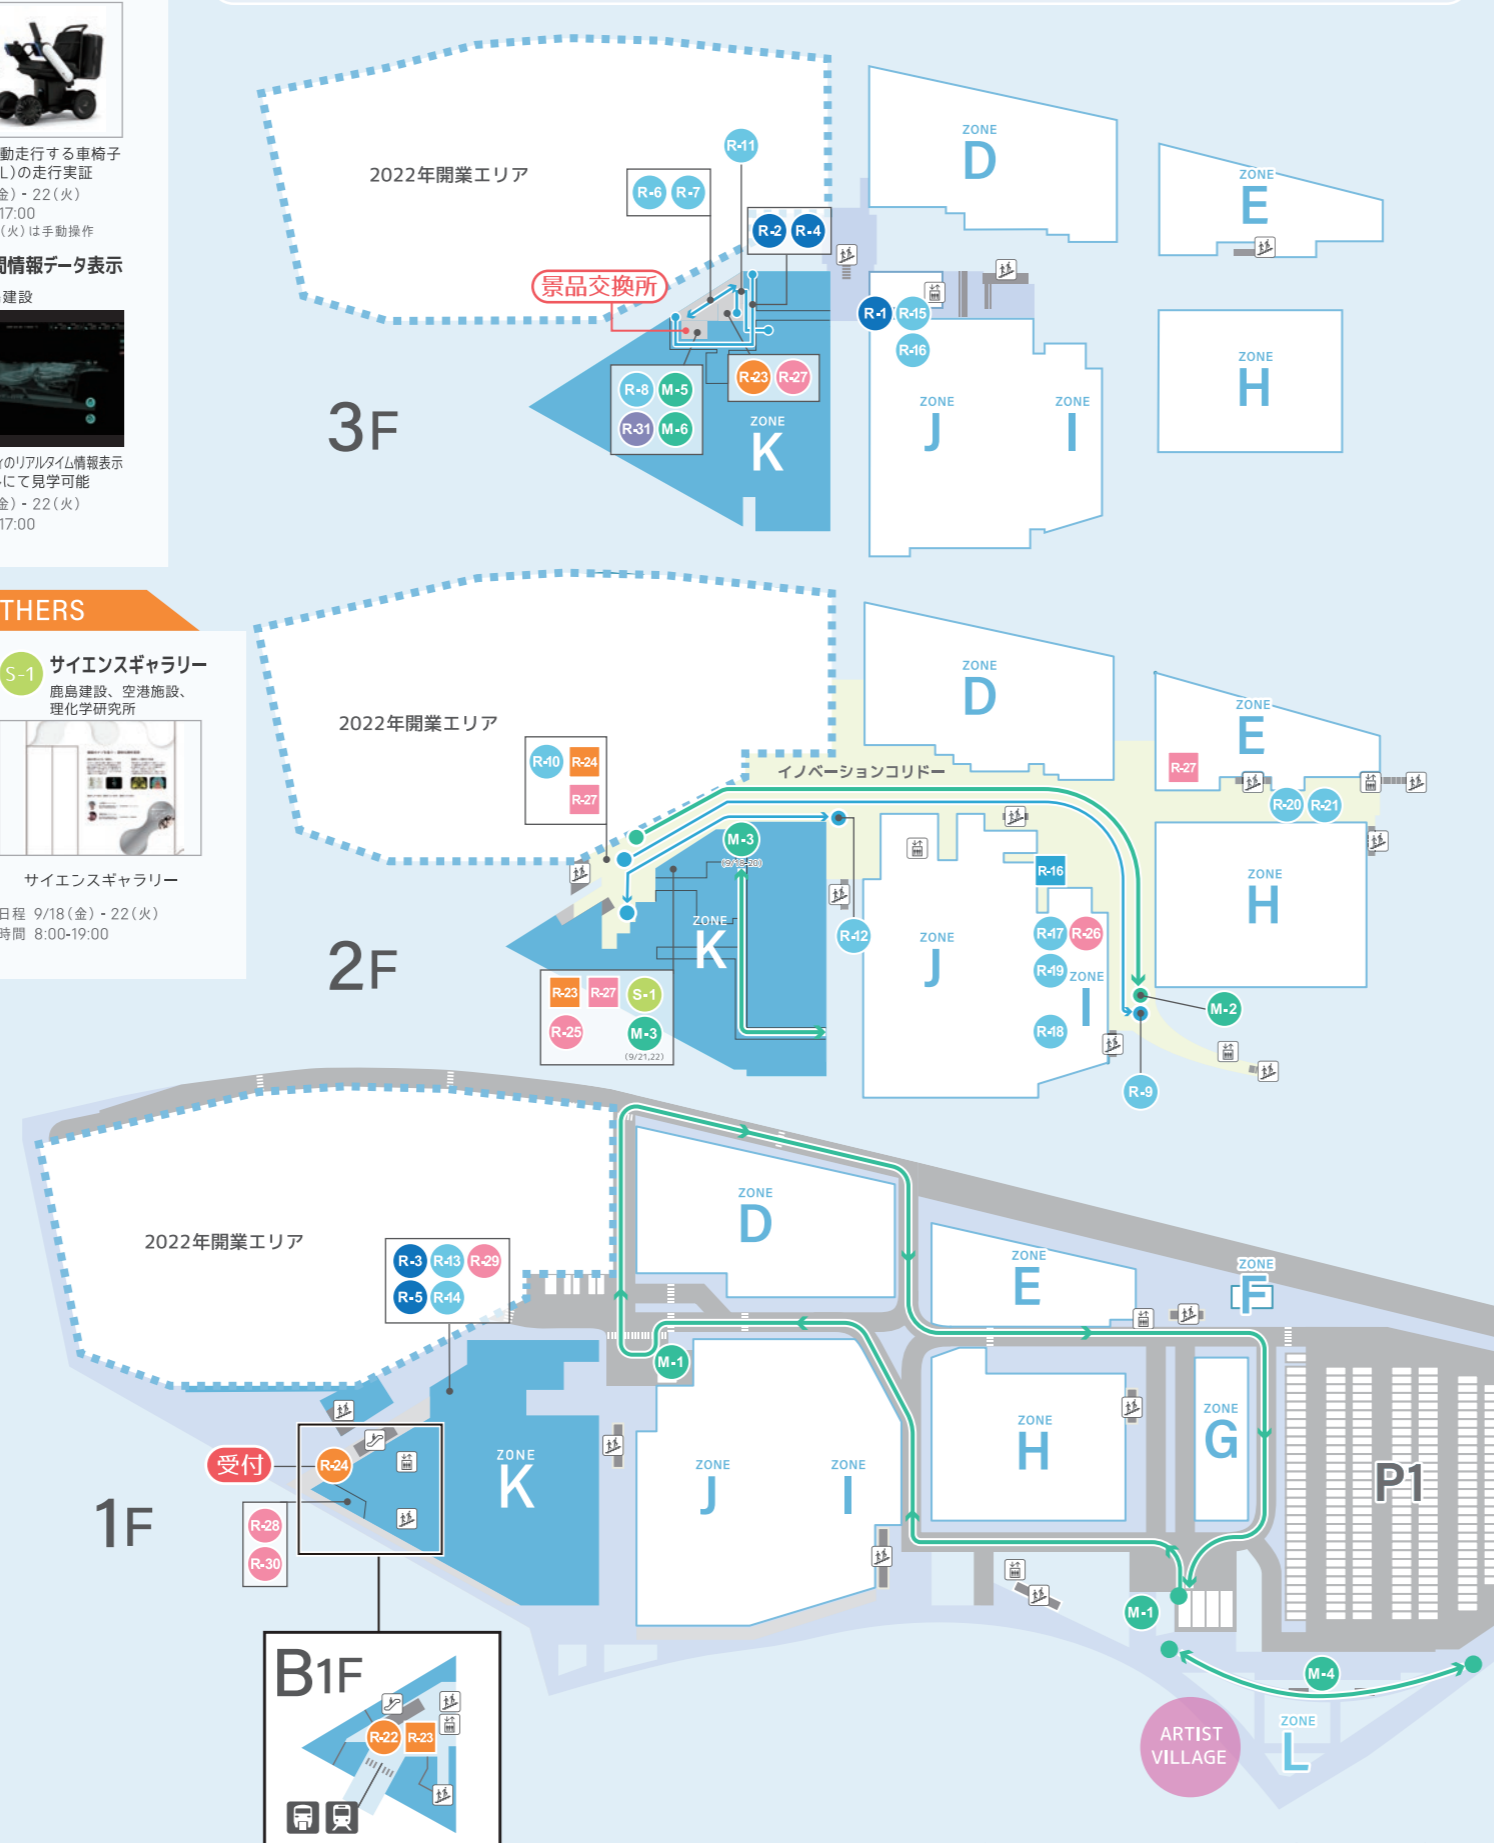 動走行する車椅子
L)の走行実証
金) - 22(火)
17:00
(火)は手動操作
間情報データ表示
建設
のリアルタイム情報表示
にて見学可能
金) - 22(火)
17:00
THERS
S-1
サイエンスギャラリー
鹿島建設、空港施設、
理化学研究所
サイエンスギャラリー
日程 9/18(金) - 22(火)
時間 8:00-19:00
3F
2022年開業エリア
R-11
R-6 R-7
R-2 R-4
景品交換所
R-8 M-5
R-31 M-6
R-23 R-27
ZONE
K
ZONE
D
ZONE
E
R-1 R-15
R-16
ZONE
J
ZONE
I
ZONE
H
2F
2022年開業エリア
R-10 R-24
R-27
イノベーションコリドー
M-3
ZONE
K
R-23 R-27 S-1
R-25 M-3
(9/21,22)
R-12
ZONE
D
ZONE
E
R-27
R-20 R-21
ZONE
H
ZONE
J
R-16
R-17 R-26
R-19
ZONE
I
R-18
M-2
R-9
1F
2022年開業エリア
R-3 R-13 R-29
R-5 R-14
受付
R-24
R-28
R-30
ZONE
K
M-1
ZONE
D
ZONE
E
ZONE
F
ZONE
J
ZONE
I
ZONE
H
ZONE
G
P1
M-1
M-4
ARTIST
VILLAGE
ZONE
L
B1F
R-22 R-23